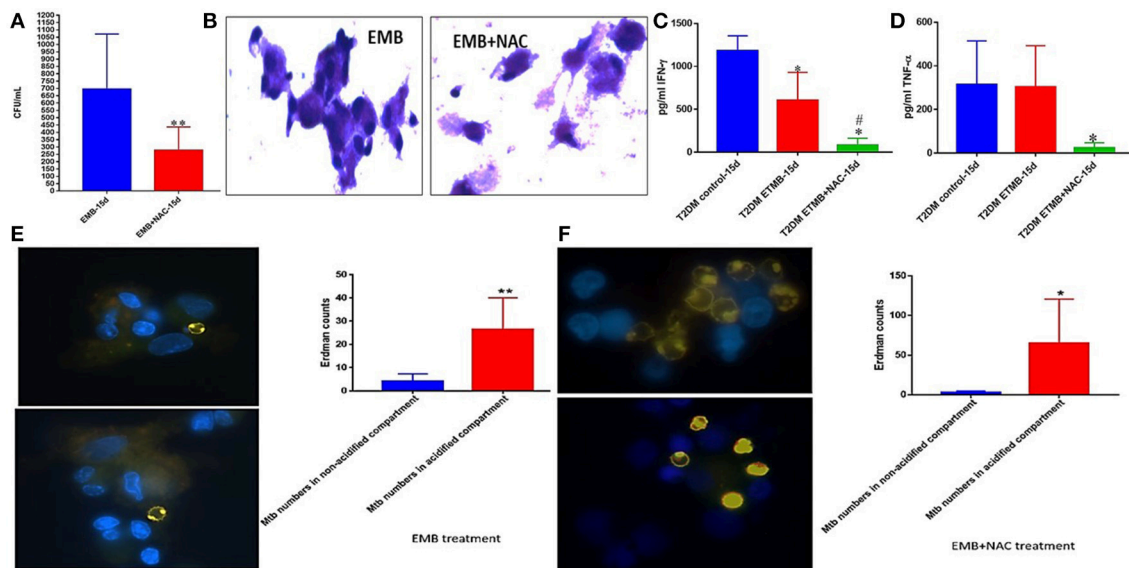 A
1200
1150
1100
1050
1000
950
900
850
800
750
700
650
600
550
500
450
400
350
300
250
200
150
100
50
0
CFU/mL
**
EMB-15d
EMB+NAC-15d
B
EMB
EMB+NAC
C
1500
1000
500
0
pg/ml IFN-γ
*
#
*
T2DM control-15d
T2DM ETMB-15d
T2DM ETMB+NAC-15d
D
600
400
200
0
pg/ml TNF-α
*
T2DM control-15d
T2DM ETMB-15d
T2DM ETMB+NAC-15d
E
50
40
30
20
10
0
Erdman counts
**
Mtb numbers in non-acidified compartment
Mtb numbers in acidified compartment
EMB treatment
F
150
100
50
0
Erdman counts
*
Mtb numbers in non-acidified compartment
Mtb numbers in acidified compartment
EMB+NAC treatment